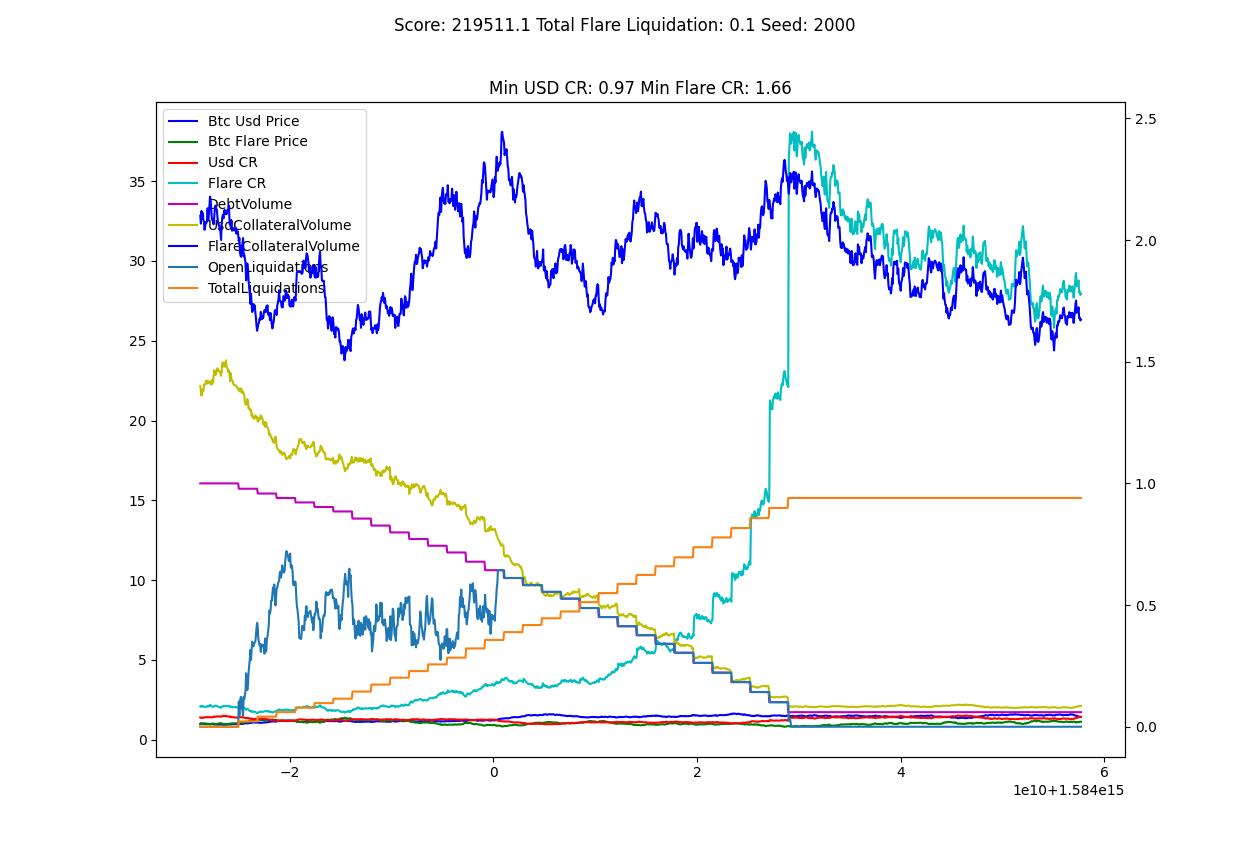 Score: 219511.1 Total Flare Liquidation: 0.1 Seed: 2000
Min USD CR: 0.97 Min Flare CR: 1.66
Btc Usd Price
Btc Flare Price
Usd CR
Flare CR
DebtVolume
UsdCollateralVolume
FlareCollateralVolume
OpenLiquidations
TotalLiquidations
35
30
25
20
15
10
5
0
2.5
2.0
1.5
1.0
0.5
0.0
−2 0 2 4 6
1e10+1.584e15